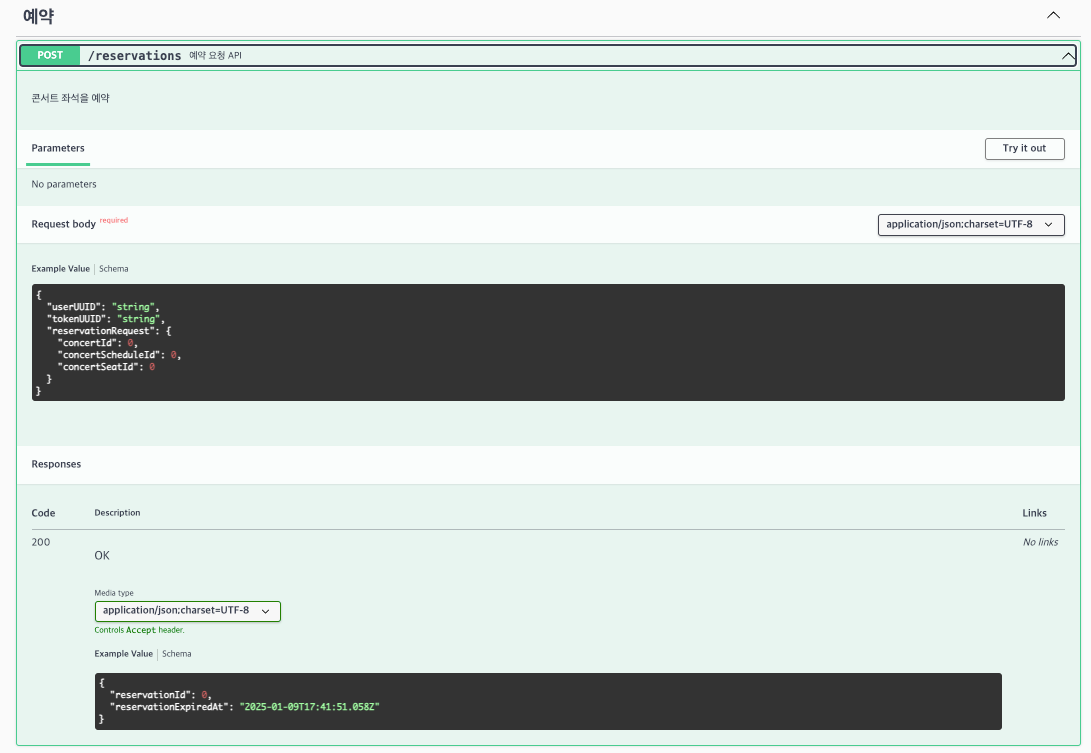 예약
POST /reservations 예약 요청 API
콘서트 좌석을 예약
Parameters
Try it out
No parameters
Request body required
application/json;charset=UTF-8
Example Value | Schema
{
  "userUUID": "string",
  "tokenUUID": "string",
  "reservationRequest": {
    "concertId": 0,
    "concertScheduleId": 0,
    "concertSeatId": 0
  }
}
Responses
Code Description Links
200 OK No links
Media type
application/json;charset=UTF-8
Controls Accept header.
Example Value | Schema
{
  "reservationId": 0,
  "reservationExpiredAt": "2025-01-09T17:41:51.058Z"
}